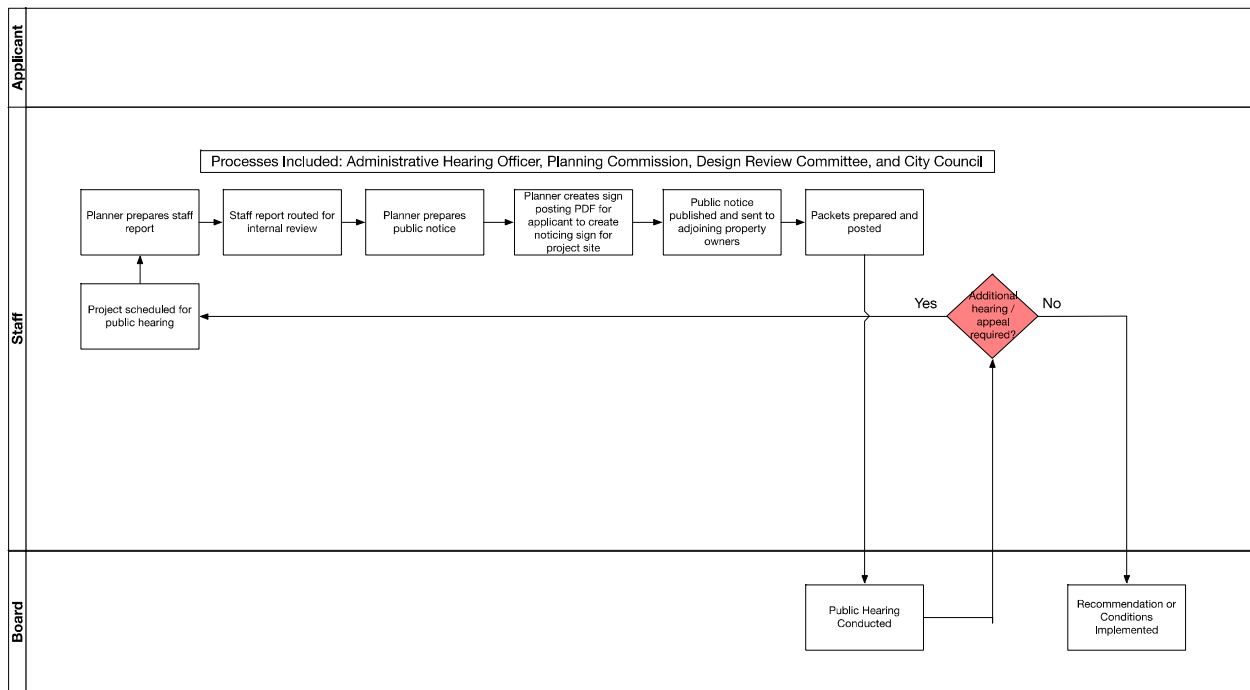 Applicant
Staff
Board
Processes Included: Administrative Hearing Officer, Planning Commission, Design Review Committee, and City Council
Planner prepares staff
report
Staff report routed for
internal review
Planner prepares
public notice
Planner creates sign
posting PDF for
applicant to create
noticing sign for
project site
Public notice
published and sent to
adjoining property
owners
Packets prepared and
posted
Project scheduled for
public hearing
Yes
Additional
hearing /
appeal
required?
No
Public Hearing
Conducted
Recommendation or
Conditions
Implemented